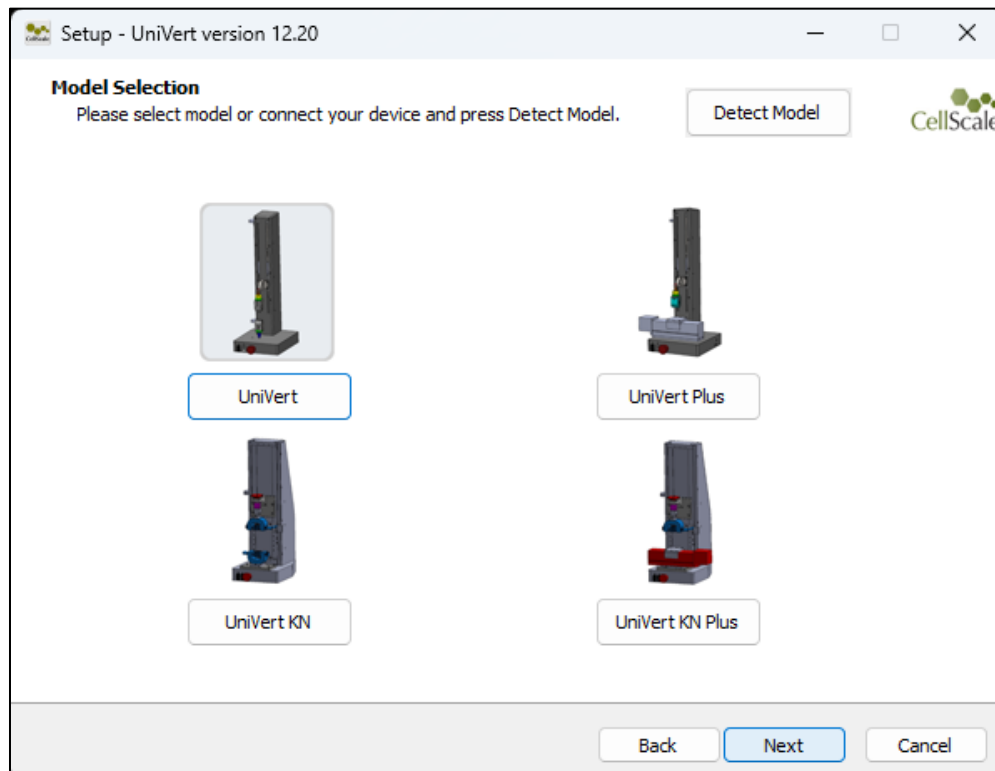 Setup - UniVert version 12.20
Model Selection
Please select model or connect your device and press Detect Model.
Detect Model
CellScale
UniVert
UniVert Plus
UniVert KN
UniVert KN Plus
Back
Next
Cancel